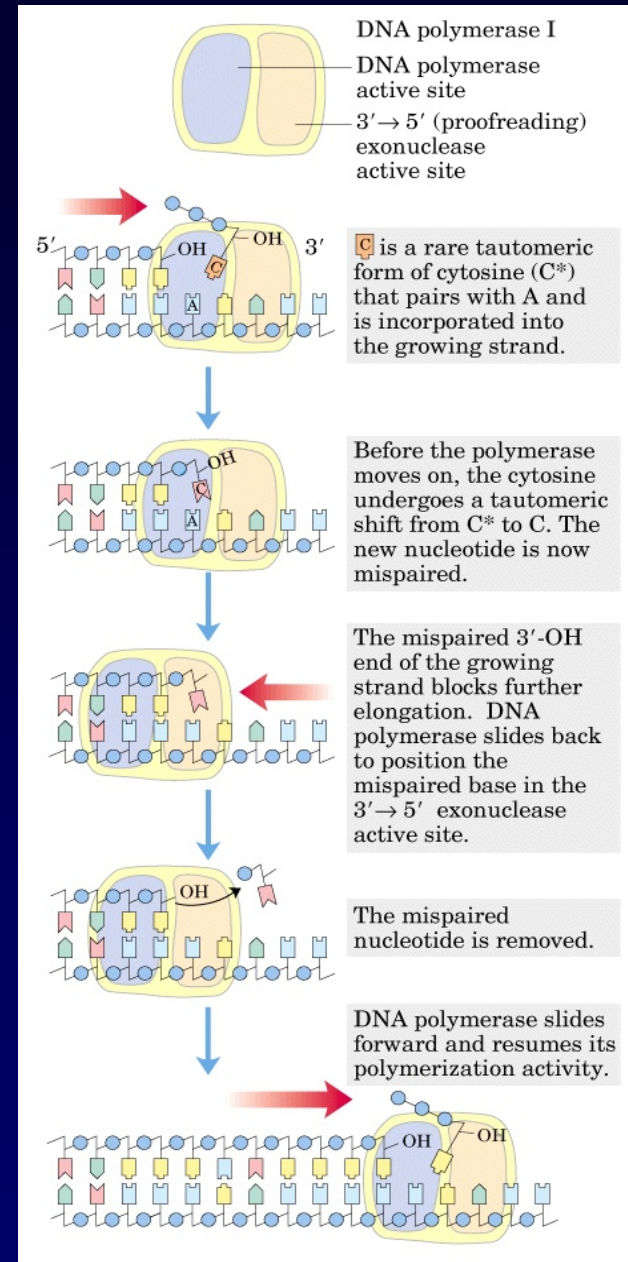 DNA polymerase I
DNA polymerase
active site
3′→ 5′ (proofreading)
exonuclease
active site
5′
OH
OH
3′
C
A
C is a rare tautomeric
form of cytosine (C*)
that pairs with A and
is incorporated into
the growing strand.
OH
C
A
Before the polymerase
moves on, the cytosine
undergoes a tautomeric
shift from C* to C. The
new nucleotide is now
mispaired.
The mispaired 3′-OH
end of the growing
strand blocks further
elongation. DNA
polymerase slides back
to position the
mispaired base in the
3′→ 5′ exonuclease
active site.
OH
The mispaired
nucleotide is removed.
DNA polymerase slides
forward and resumes its
polymerization activity.
OH
OH